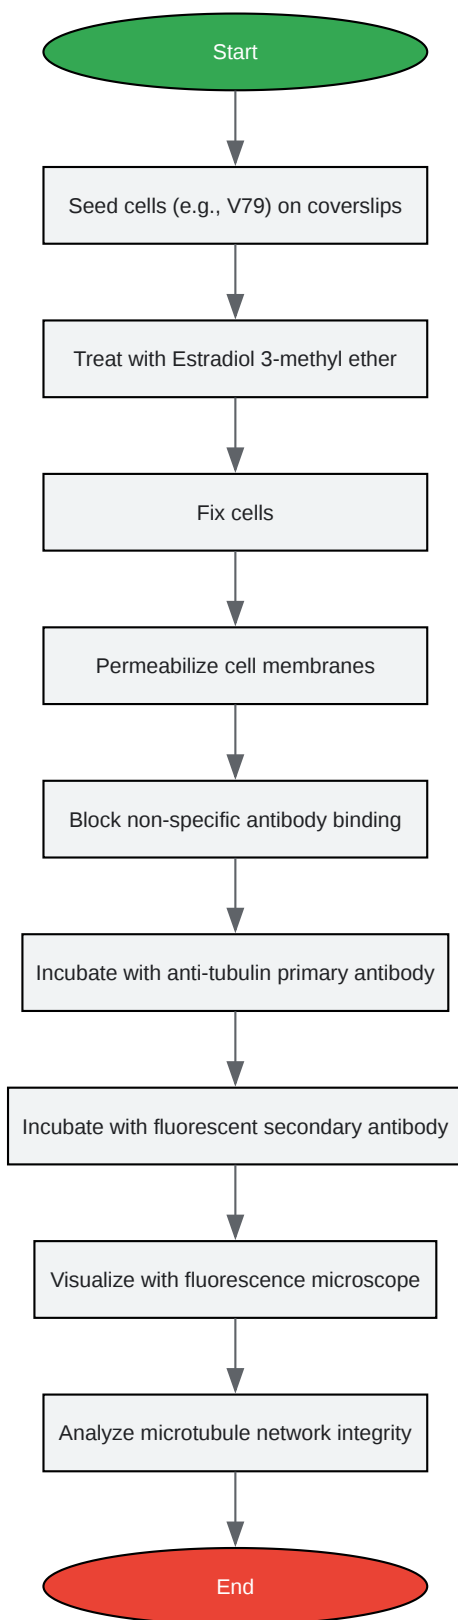 Start
Seed cells (e.g., V79) on coverslips
Treat with Estradiol 3-methyl ether
Fix cells
Permeabilize cell membranes
Block non-specific antibody binding
Incubate with anti-tubulin primary antibody
Incubate with fluorescent secondary antibody
Visualize with fluorescence microscope
Analyze microtubule network integrity
End